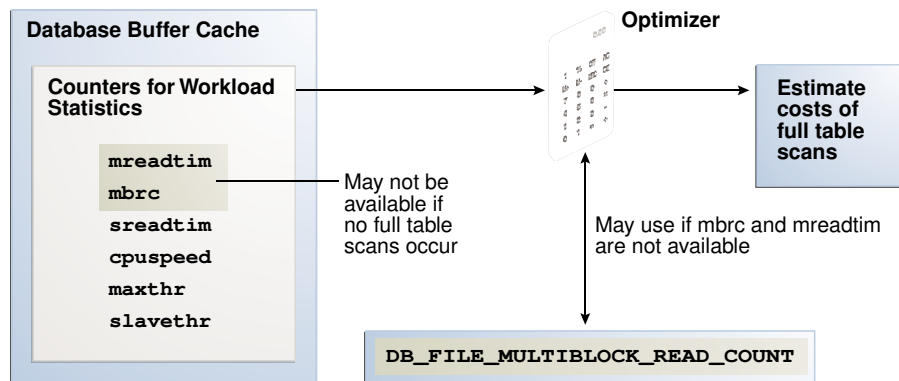 Database Buffer Cache
Counters for Workload
Statistics
mreadtim
mbrc
sreadtim
cpuspeed
maxthr
slavethr
May not be
available if
no full table
scans occur
Optimizer
0.00
Estimate
costs of
full table
scans
May use if mbrc and mreadtim
are not available
DB_FILE_MULTIBLOCK_READ_COUNT